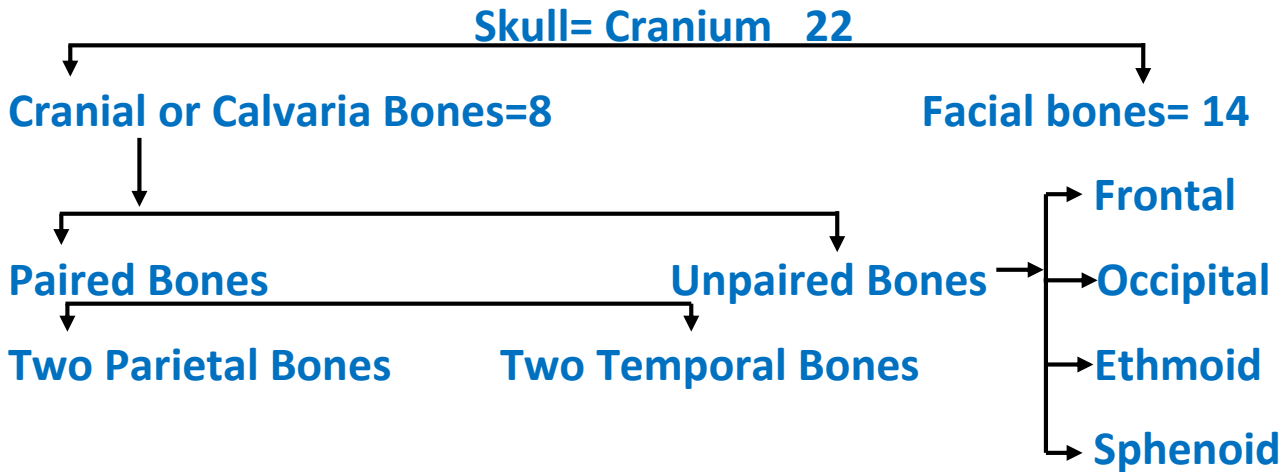 Skull= Cranium 22
Cranial or Calvaria Bones=8
Facial bones= 14
Paired Bones
Unpaired Bones
Two Parietal Bones
Two Temporal Bones
Frontal
Occipital
Ethmoid
Sphenoid